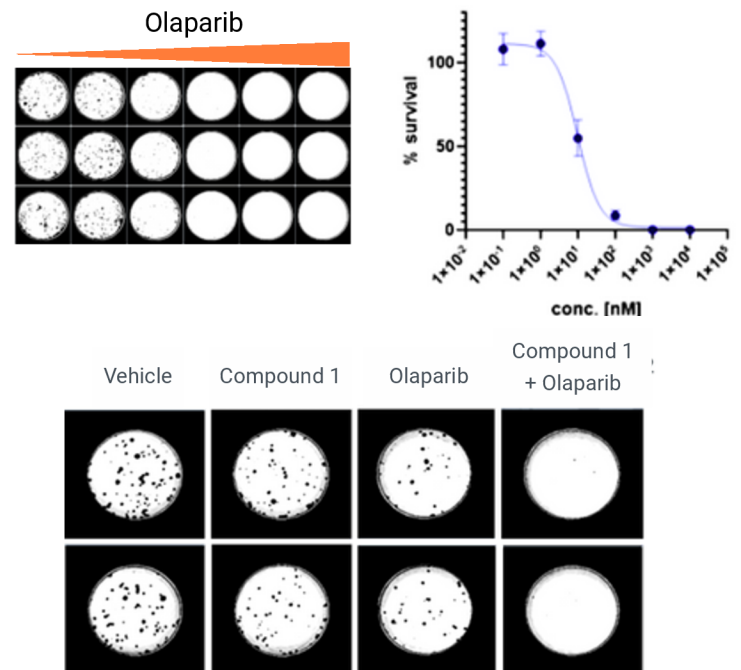 Olaparib
% survival
100
50
0
1×10⁻²
1×10⁻¹
1×10⁰
1×10¹
1×10²
1×10³
1×10⁴
1×10⁵
conc. [nM]
Vehicle
Compound 1
Olaparib
Compound 1
+ Olaparib